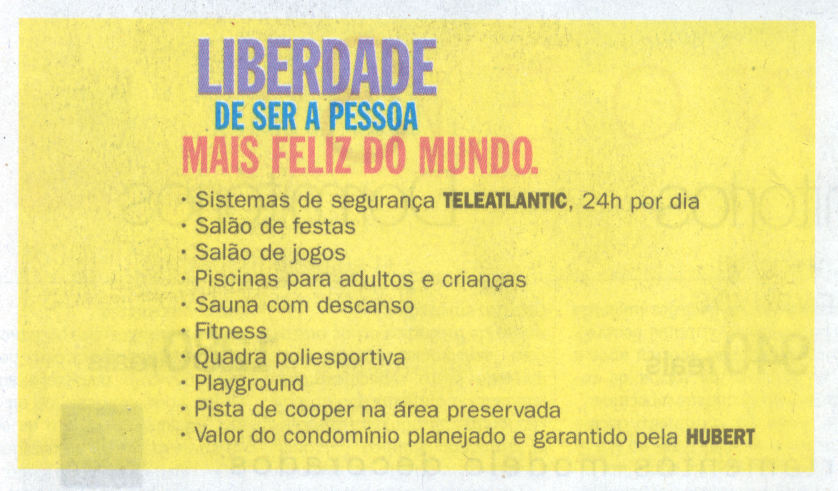 LIBERDADE
DE SER A PESSOA
MAIS FELIZ DO MUNDO.
· Sistemas de segurança TELEATLANTIC, 24h por dia
· Salão de festas
· Salão de jogos
· Piscinas para adultos e crianças
· Sauna com descanso
· Fitness
· Quadra poliesportiva
· Playground
· Pista de cooper na área preservada
· Valor do condomínio planejado e garantido pela HUBERT